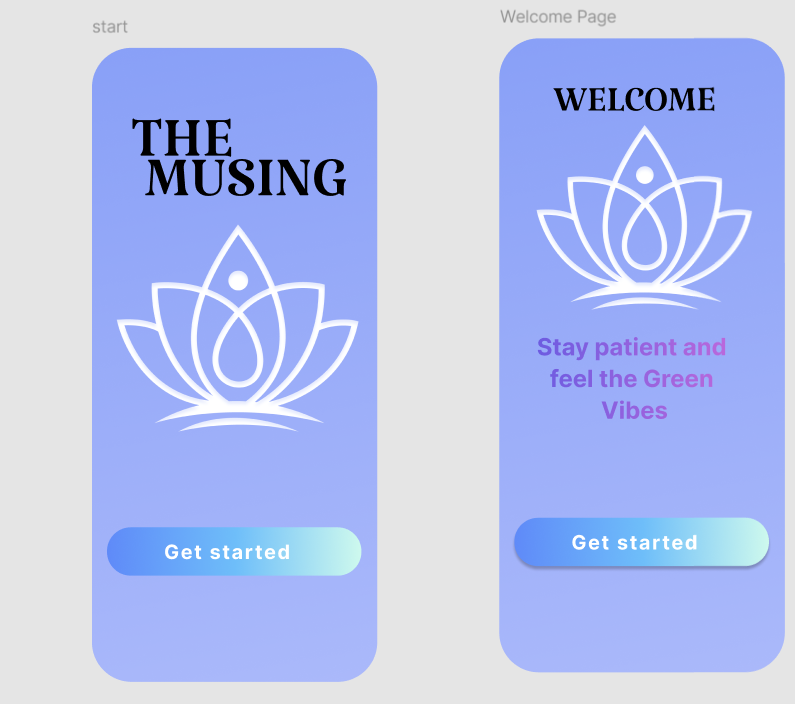 start
THE
MUSING
Get started
Welcome Page
WELCOME
Stay patient and
feel the Green
Vibes
Get started